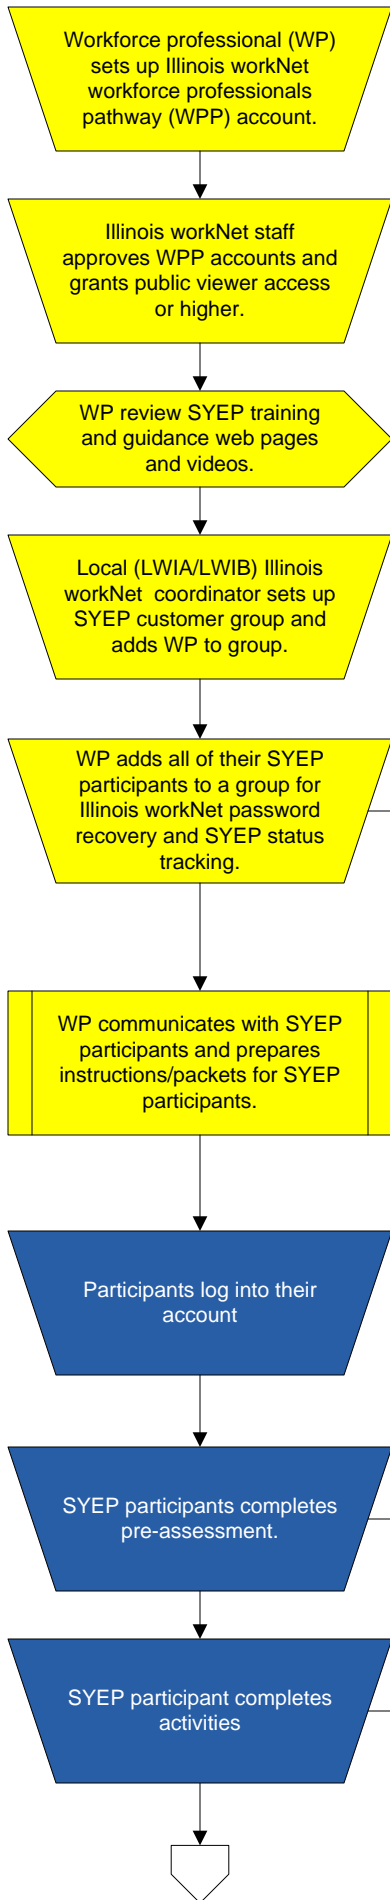 Workforce professional (WP)
sets up Illinois workNet
workforce professionals
pathway (WPP) account.
Illinois workNet staff
approves WPP accounts and
grants public viewer access
or higher.
WP review SYEP training
and guidance web pages
and videos.
Local (LWIA/LWIB) Illinois
workNet  coordinator sets up
SYEP customer group and
adds WP to group.
WP adds all of their SYEP
participants to a group for
Illinois workNet password
recovery and SYEP status
tracking.
WP communicates with SYEP
participants and prepares
instructions/packets for SYEP
participants.
Participants log into their
account
SYEP participants completes
pre-assessment.
SYEP participant completes
activities